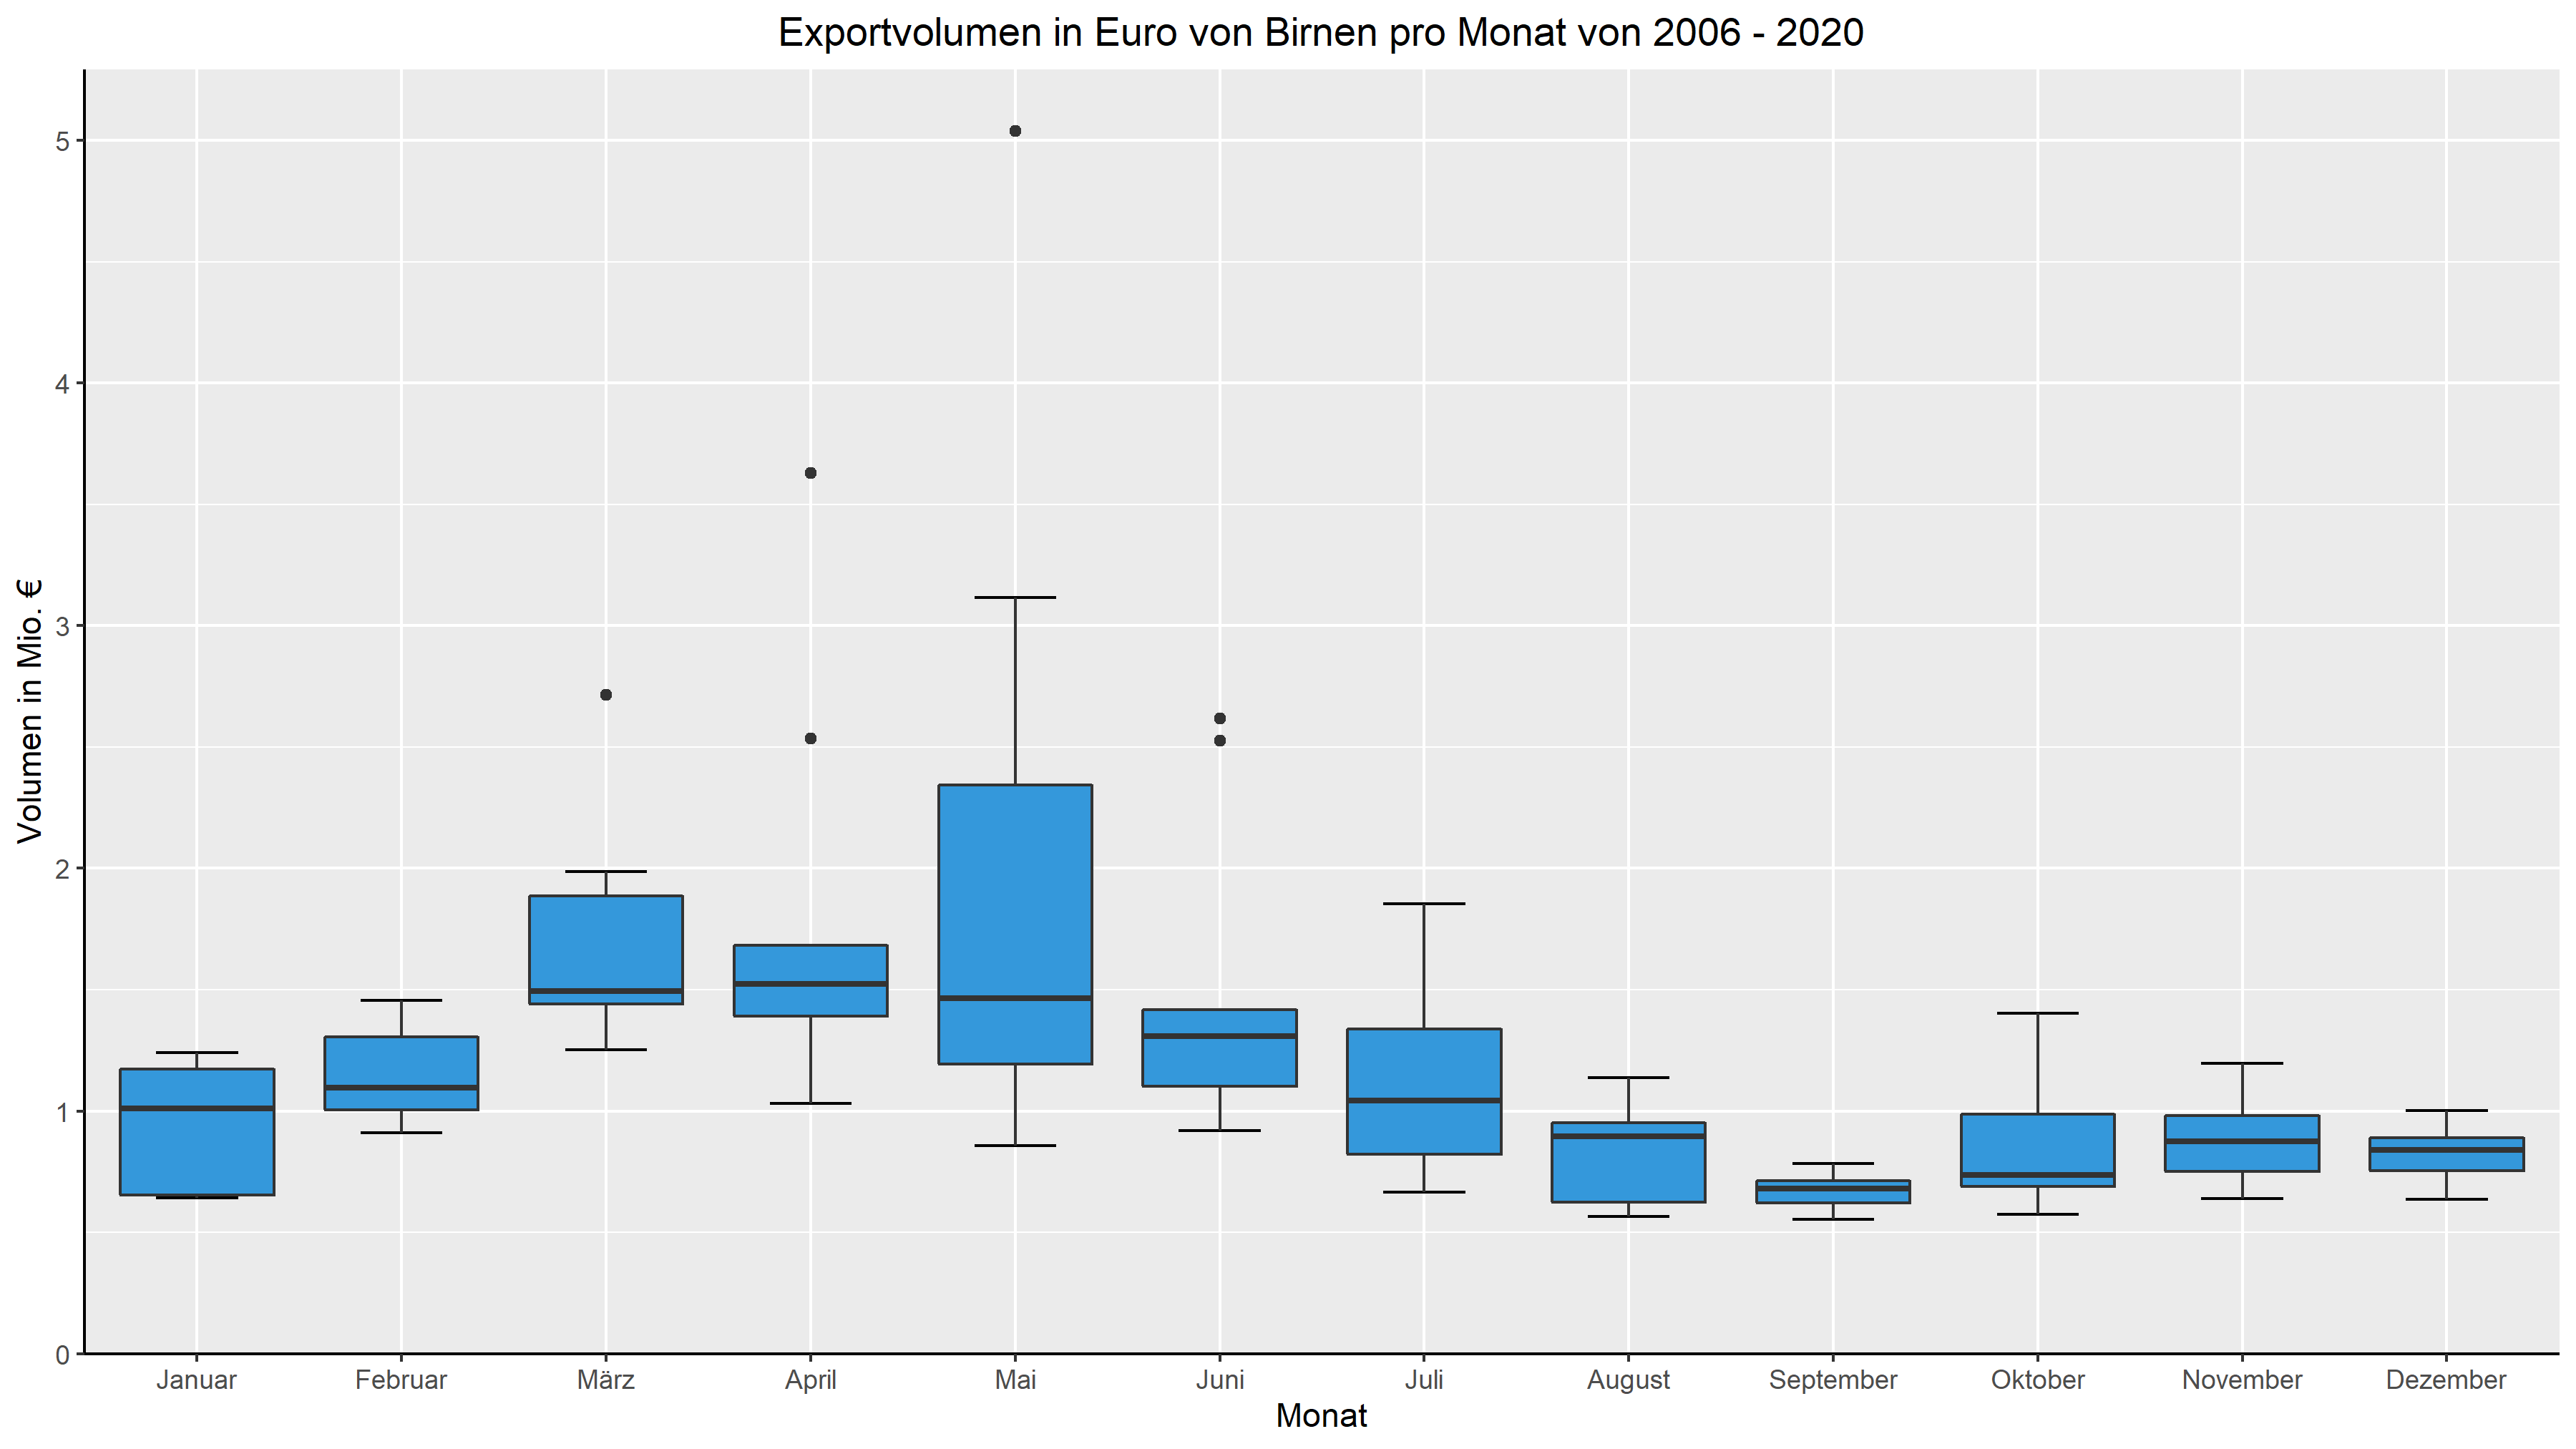 Exportvolumen in Euro von Birnen pro Monat von 2006 - 2020
Volumen in Mio. €
5
4
3
2
1
0
Januar Februar März April Mai Juni Juli August September Oktober November Dezember
Monat